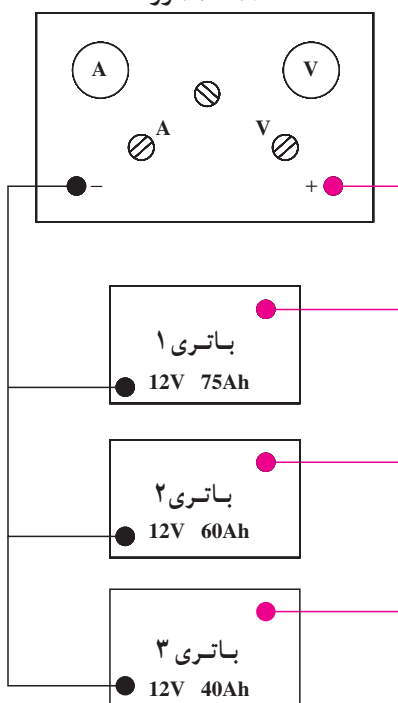 A V
A V
– +
باتری ۱
12V 75Ah
باتری ۲
12V 60Ah
باتری ۳
12V 40Ah